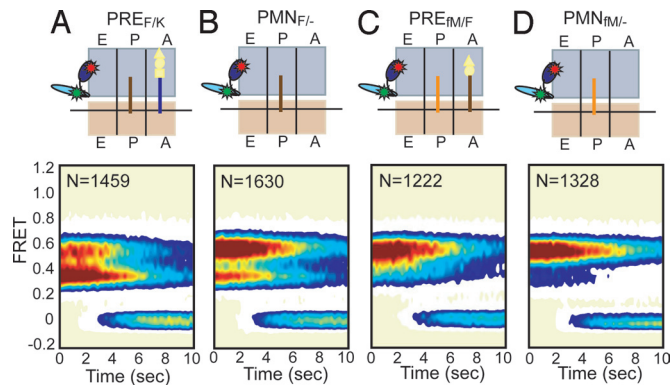 A PRE F/K B PMN F/- C PRE fM/F D PMN fM/-
E P A E P A E P A E P A
E P A E P A E P A E P A
1.2
1.0
0.8
0.6
0.4
0.2
0
-0.2
FRET
N=1459 N=1630 N=1222 N=1328
0 2 4 6 8 10 0 2 4 6 8 10 0 2 4 6 8 10 0 2 4 6 8 10
Time (sec) Time (sec) Time (sec) Time (sec)